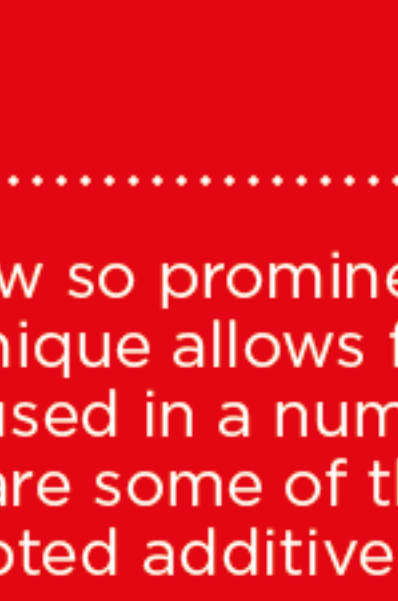 w so promine
nique allows f
used in a num
are some of th
oted additive